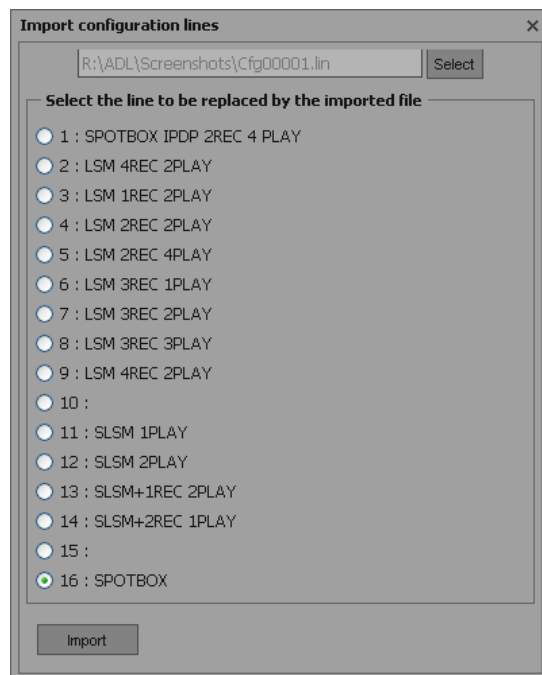 Import configuration lines
R:\ADL\Screenshots\Cfg00001.lin Select
Select the line to be replaced by the imported file
1 : SPOTBOX IPDP 2REC 4 PLAY
2 : LSM 4REC 2PLAY
3 : LSM 1REC 2PLAY
4 : LSM 2REC 2PLAY
5 : LSM 2REC 4PLAY
6 : LSM 3REC 1PLAY
7 : LSM 3REC 2PLAY
8 : LSM 3REC 3PLAY
9 : LSM 4REC 2PLAY
10 :
11 : SLSM 1PLAY
12 : SLSM 2PLAY
13 : SLSM+1REC 2PLAY
14 : SLSM+2REC 1PLAY
15 :
16 : SPOTBOX
Import